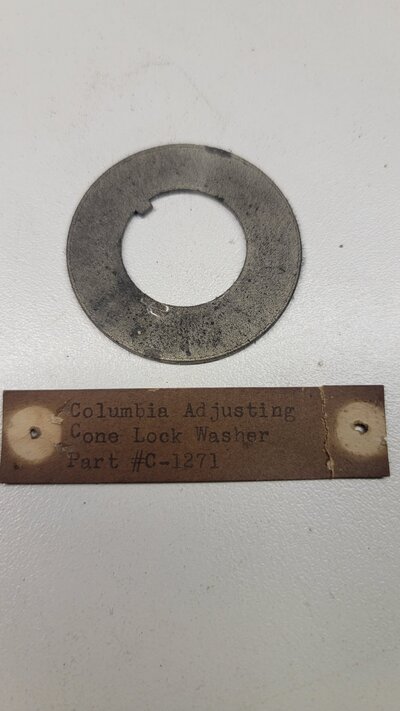 Columbia Adjusting
Cone Lock Washer
Part #C-1271